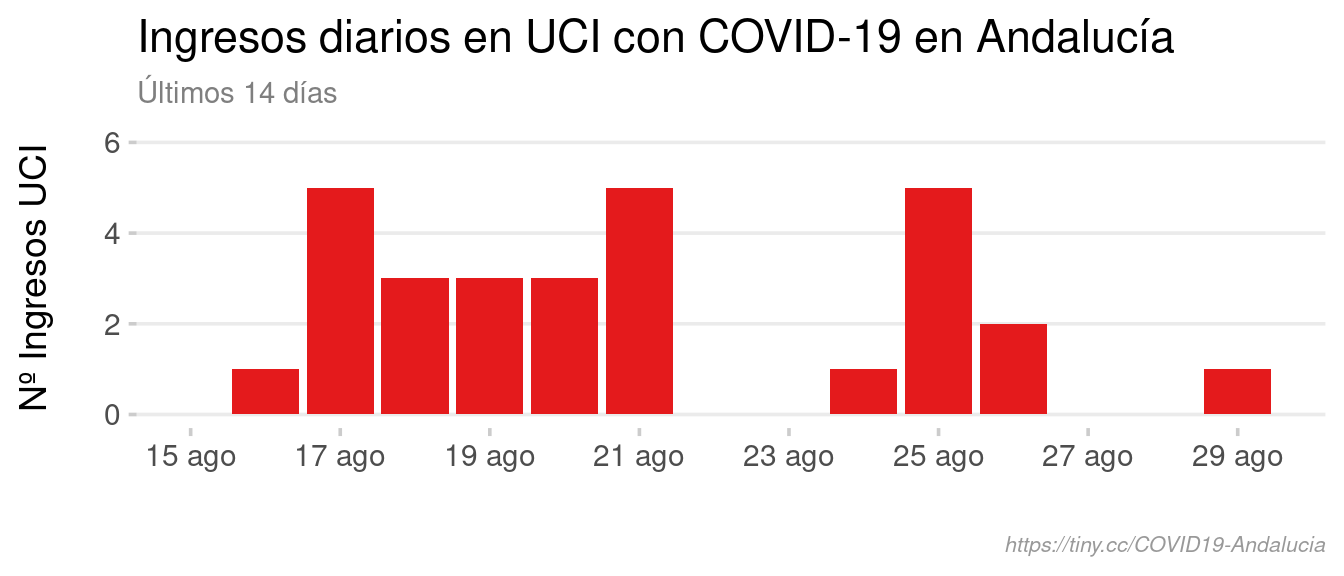 Ingresos diarios en UCI con COVID-19 en Andalucía
Últimos 14 días
Nº Ingresos UCI
6
4
2
0
15 ago 17 ago 19 ago 21 ago 23 ago 25 ago 27 ago 29 ago
https://tiny.cc/COVID19-Andalucia